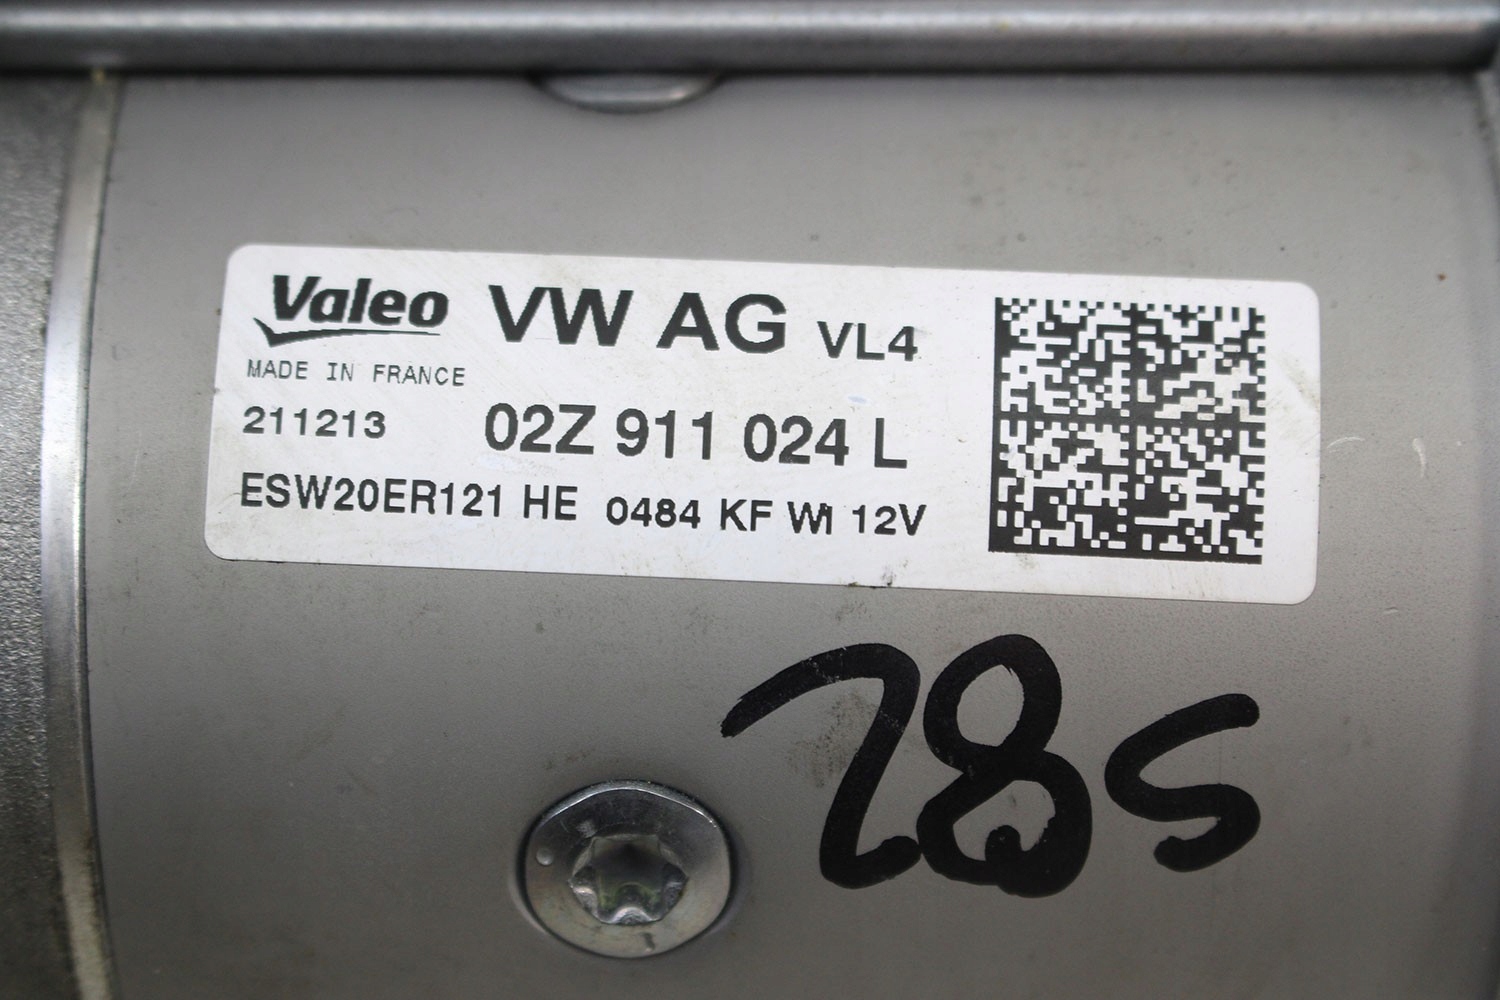 Valeo VW AG VL4
MADE IN FRANCE
211213 02Z 911 024 L
ESW20ER121 HE 0484 KF WI 12V
28S